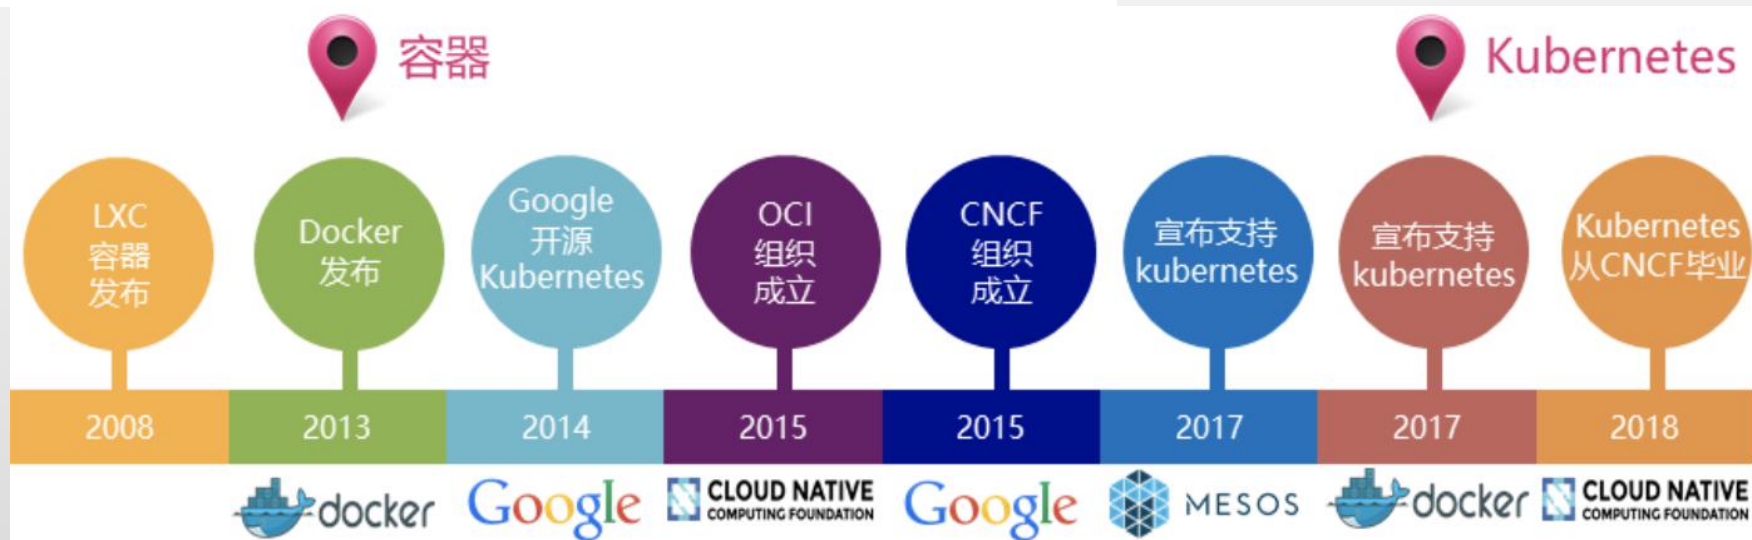 容器
Kubernetes
LXC
容器
发布
Docker
发布
Google
开源
Kubernetes
OCI
组织
成立
CNCF
组织
成立
宣布支持
kubernetes
宣布支持
kubernetes
Kubernetes
从CNCF毕业
2008
2013
2014
2015
2015
2017
2017
2018
docker
Google
CLOUD NATIVE
COMPUTING FOUNDATION
Google
MESOS
docker
CLOUD NATIVE
COMPUTING FOUNDATION